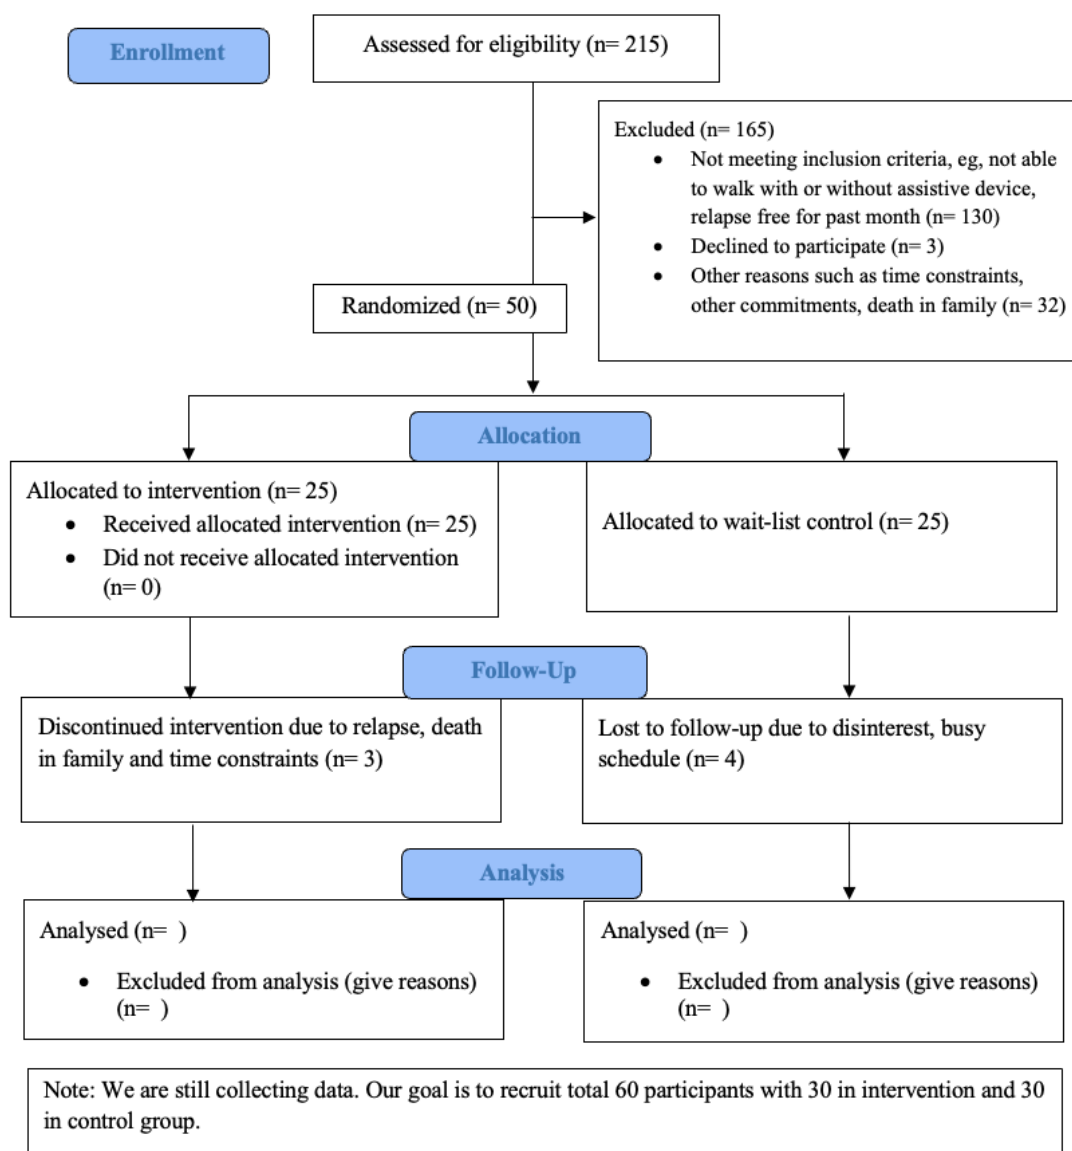 Enrollment
Assessed for eligibility (n= 215)
Excluded (n= 165)
• Not meeting inclusion criteria, eg, not able
to walk with or without assistive device,
relapse free for past month (n= 130)
• Declined to participate (n= 3)
• Other reasons such as time constraints,
other commitments, death in family (n= 32)
Randomized (n= 50)
Allocation
Allocated to intervention (n= 25)
• Received allocated intervention (n= 25)
• Did not receive allocated intervention
(n= 0)
Allocated to wait-list control (n= 25)
Follow-Up
Discontinued intervention due to relapse, death
in family and time constraints (n= 3)
Lost to follow-up due to disinterest, busy
schedule (n= 4)
Analysis
Analysed (n=  )
• Excluded from analysis (give reasons)
(n=  )
Analysed (n=  )
• Excluded from analysis (give reasons)
(n=  )
Note: We are still collecting data. Our goal is to recruit total 60 participants with 30 in intervention and 30
in control group.